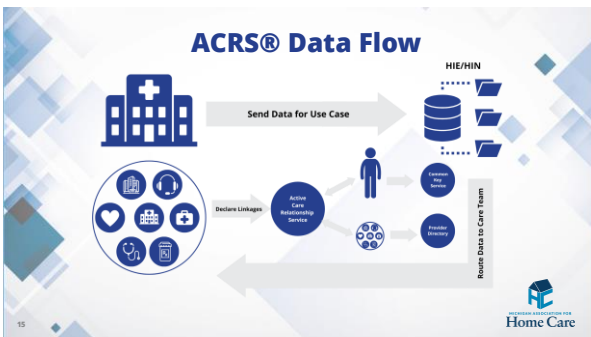 ACRS® Data Flow
HIE/HIN
Send Data for Use Case
Declare Linkages
Active
Care
Relationship
Service
Common
Key
Service
Provider
Directory
Route Data to Care Team
15
MICHIGAN ASSOCIATION FOR
Home Care